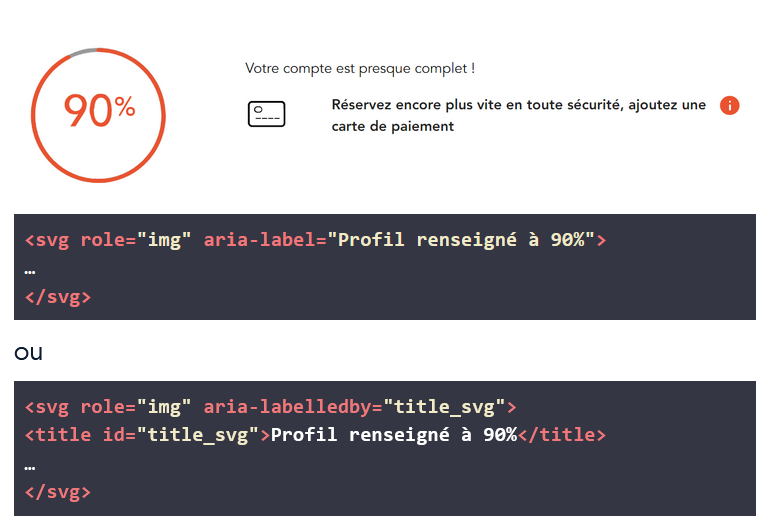 90%
Votre compte est presque complet !
Réservez encore plus vite en toute sécurité, ajoutez une
carte de paiement
i
<svg role="img" aria-label="Profil renseigné à 90%">
…
</svg>
ou
<svg role="img" aria-labelledby="title_svg">
<title id="title_svg">Profil renseigné à 90%</title>
…
</svg>